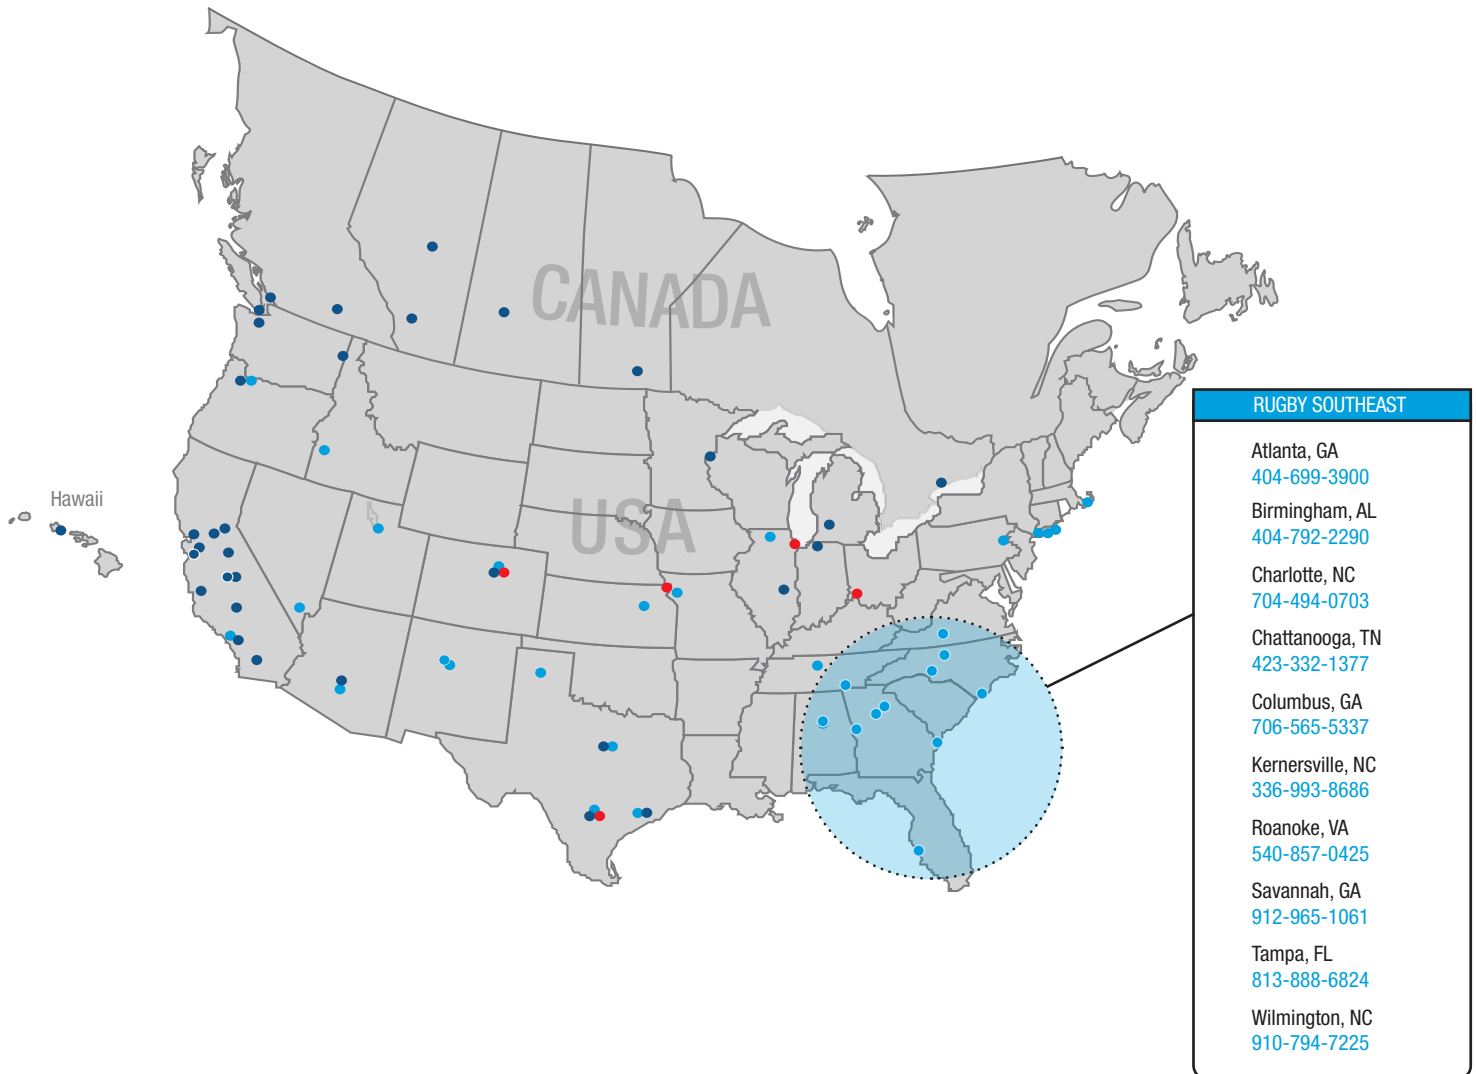 CANADA
USA
Hawaii
RUGBY SOUTHEAST
Atlanta, GA
404-699-3900
Birmingham, AL
404-792-2290
Charlotte, NC
704-494-0703
Chattanooga, TN
423-332-1377
Columbus, GA
706-565-5337
Kernersville, NC
336-993-8686
Roanoke, VA
540-857-0425
Savannah, GA
912-965-1061
Tampa, FL
813-888-6824
Wilmington, NC
910-794-7225